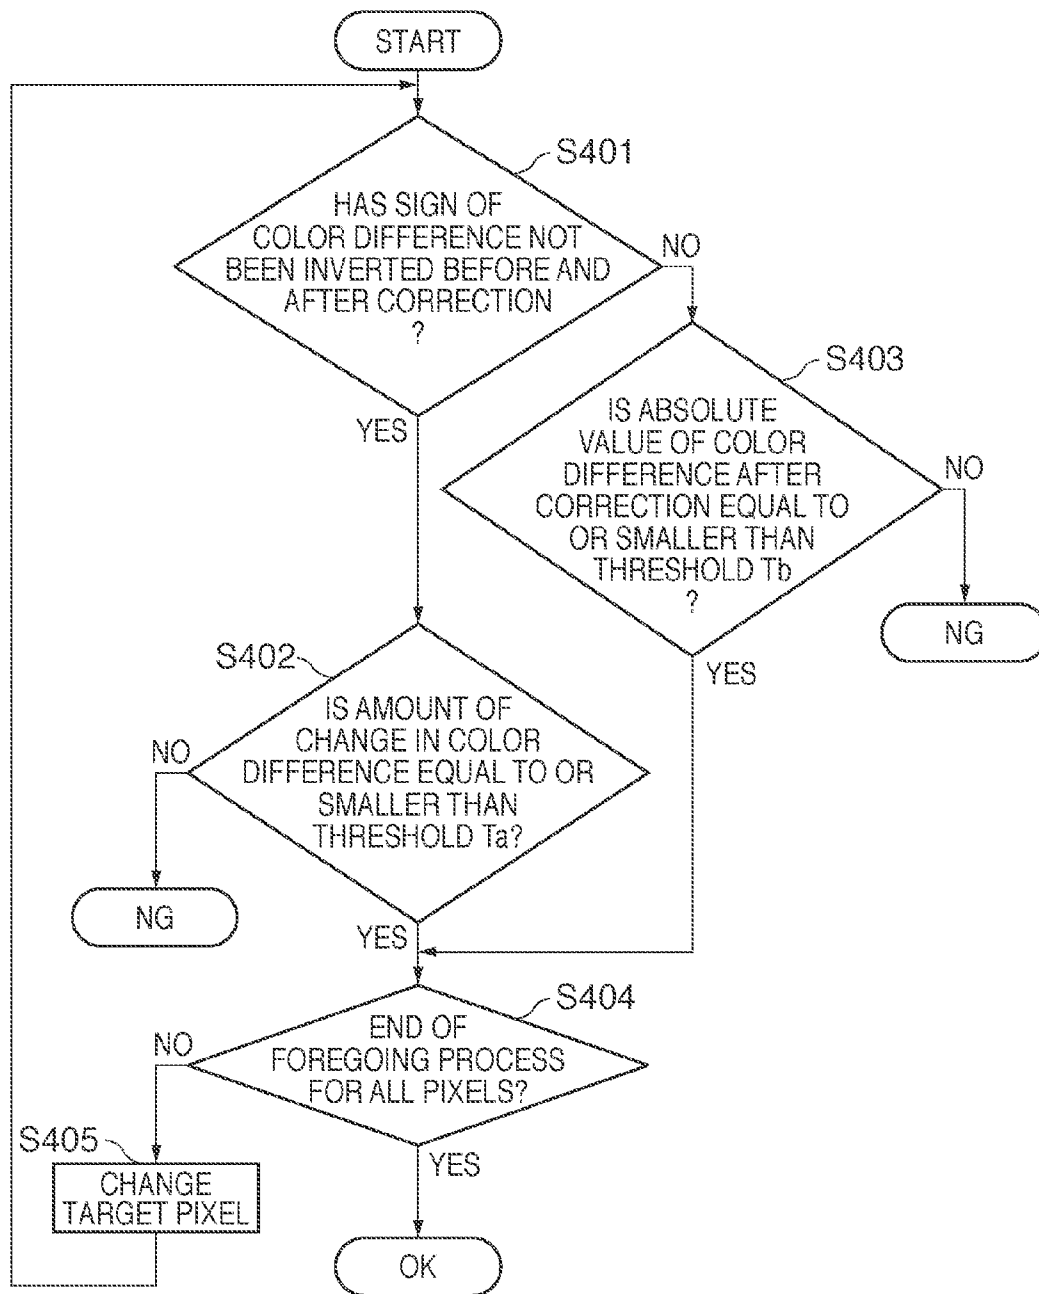 START
S401
HAS SIGN OF
COLOR DIFFERENCE NOT
BEEN INVERTED BEFORE AND
AFTER CORRECTION
?
NO
YES
S403
IS ABSOLUTE
VALUE OF COLOR
DIFFERENCE AFTER
CORRECTION EQUAL TO
OR SMALLER THAN
THRESHOLD Tb
?
NO
NG
YES
S402
IS AMOUNT OF
CHANGE IN COLOR
DIFFERENCE EQUAL TO OR
SMALLER THAN
THRESHOLD Ta?
NO
NG
YES
S404
END OF
FOREGOING PROCESS
FOR ALL PIXELS?
NO
YES
S405
CHANGE
TARGET PIXEL
OK